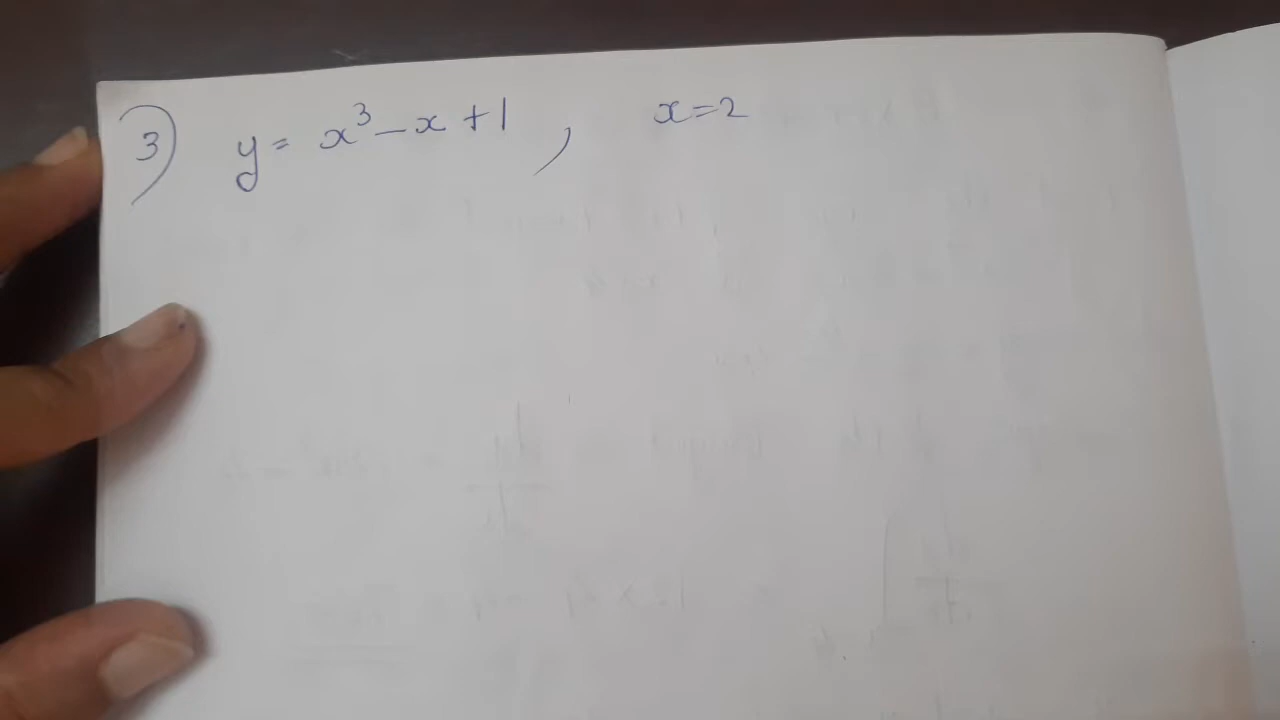 3) y = x³ - x + 1 , x = 2